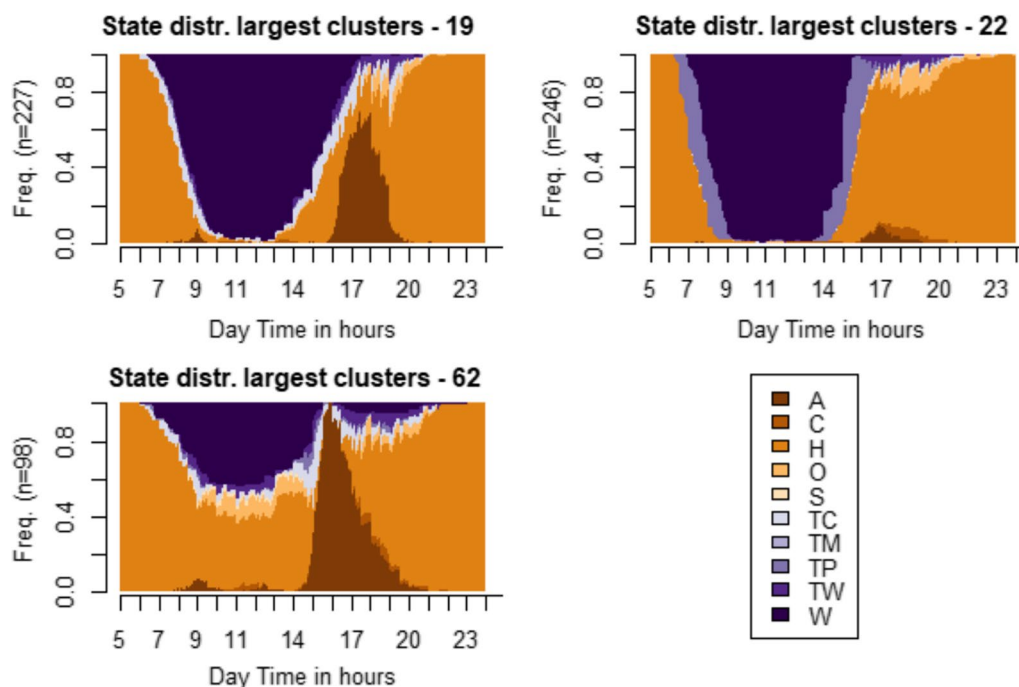 State distr. largest clusters - 19
Freq. (n=227)
0.0 0.4 0.8
5 7 9 11 14 17 20 23
Day Time in hours
State distr. largest clusters - 22
Freq. (n=246)
0.0 0.4 0.8
5 7 9 11 14 17 20 23
Day Time in hours
State distr. largest clusters - 62
Freq. (n=98)
0.0 0.4 0.8
5 7 9 11 14 17 20 23
Day Time in hours
A
C
H
O
S
TC
TM
TP
TW
W